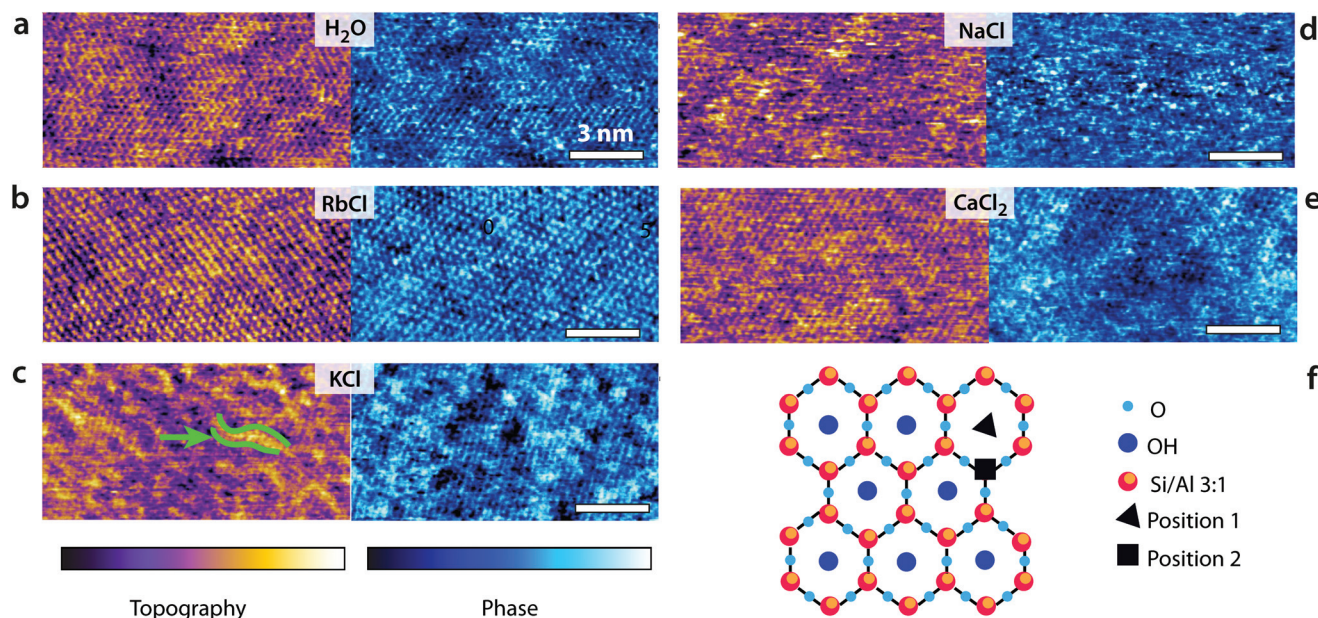 a
H₂O
3 nm
NaCl
d
b
RbCl
0
5
CaCl₂
e
c
KCl
f
O
OH
Si/Al 3:1
Position 1
Position 2
Topography
Phase